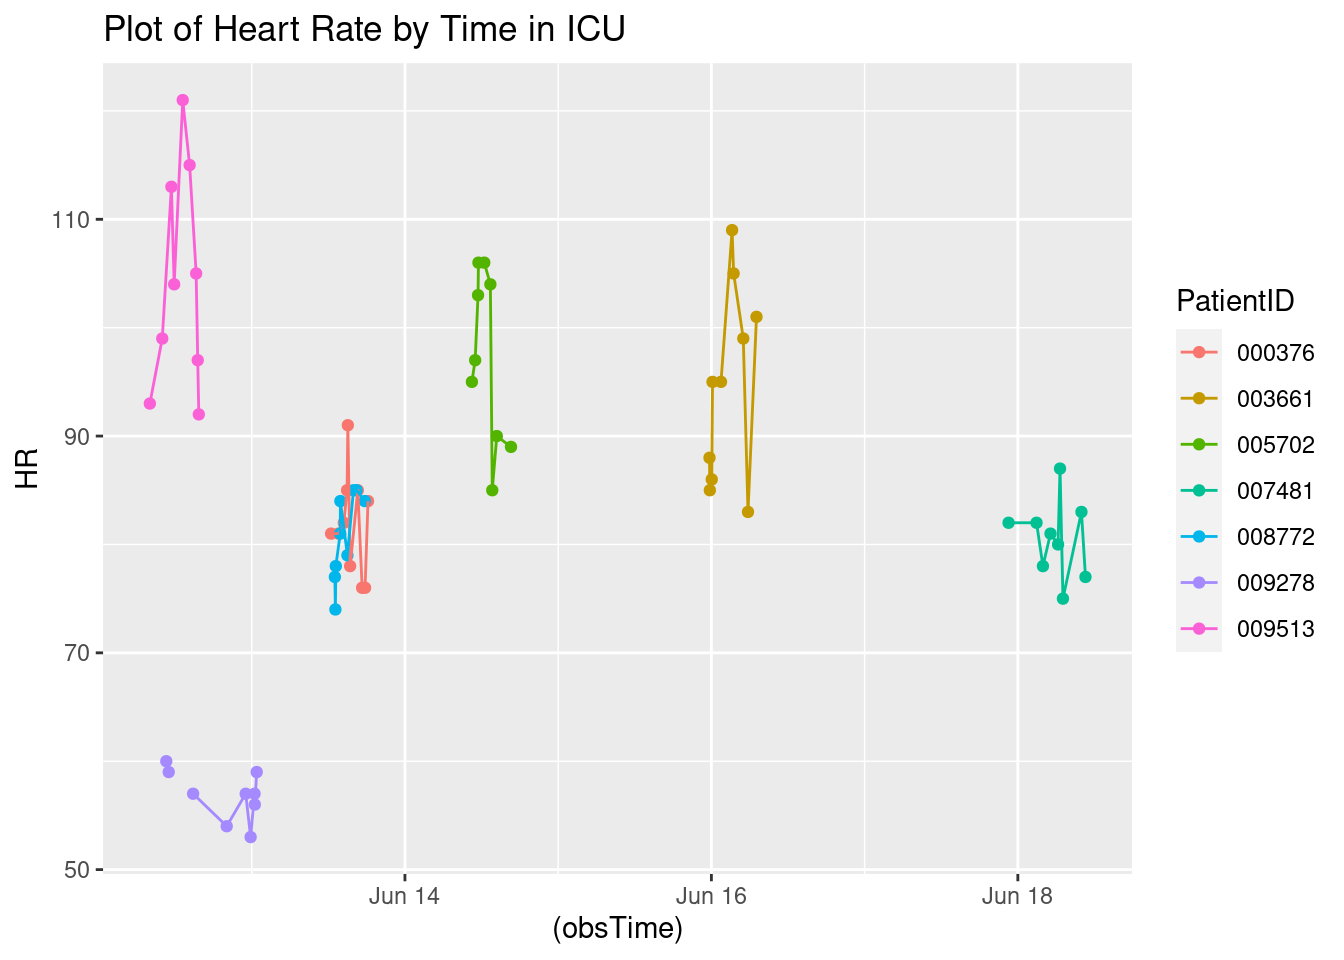 Plot of Heart Rate by Time in ICU
HR
110
90
70
50
Jun 14
Jun 16
Jun 18
(obsTime)
PatientID
000376
003661
005702
007481
008772
009278
009513